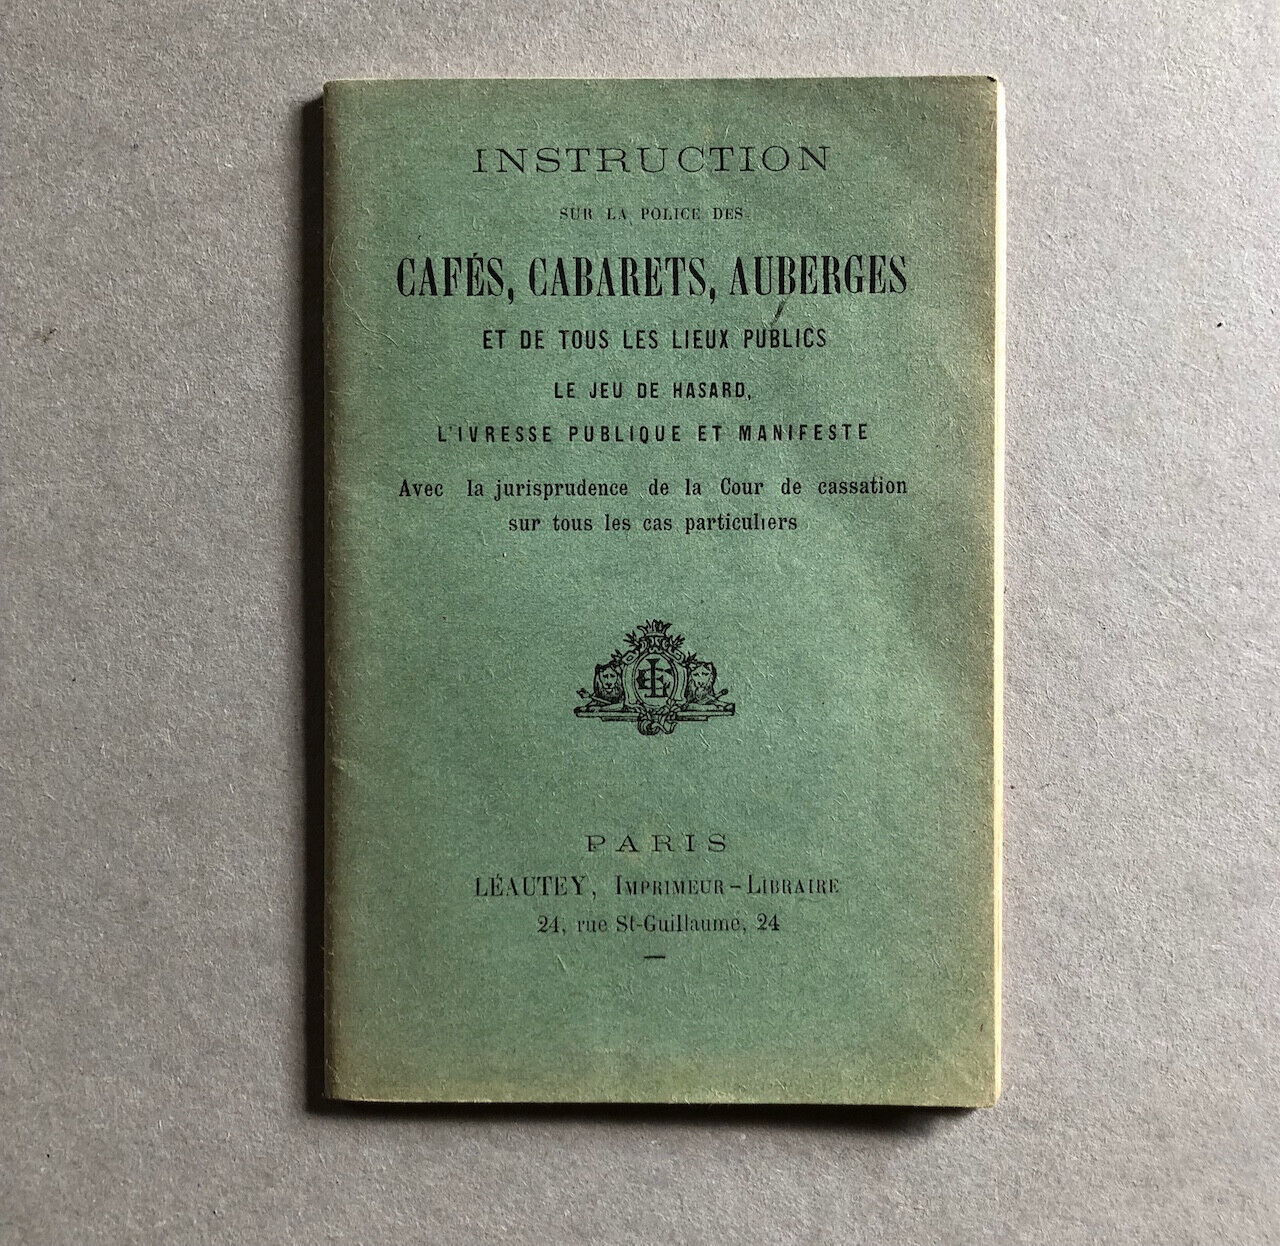 INSTRUCTION
SUR LA POLICE DES
CAFÉS, CABARETS, AUBERGES
ET DE TOUS LES LIEUX PUBLICS
LE JEU DE HASARD,
L'IVRESSE PUBLIQUE ET MANIFESTE
Avec la jurisprudence de la Cour de cassation
sur tous les cas particuliers
PARIS
LÉAUTEY, IMPRIMEUR-LIBRAIRE
24, rue St-Guillaume, 24